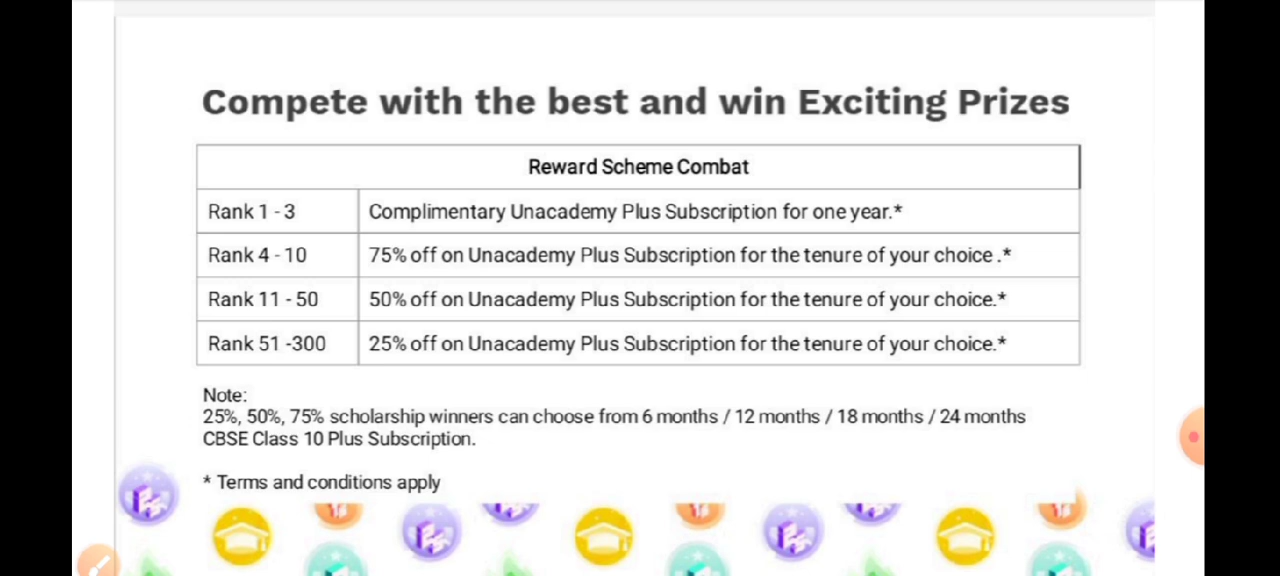 Compete with the best and win Exciting Prizes
Reward Scheme Combat
Rank 1 - 3 Complimentary Unacademy Plus Subscription for one year.*
Rank 4 - 10 75% off on Unacademy Plus Subscription for the tenure of your choice .*
Rank 11 - 50 50% off on Unacademy Plus Subscription for the tenure of your choice.*
Rank 51 -300 25% off on Unacademy Plus Subscription for the tenure of your choice.*
Note:
25%, 50%, 75% scholarship winners can choose from 6 months / 12 months / 18 months / 24 months
CBSE Class 10 Plus Subscription.
* Terms and conditions apply